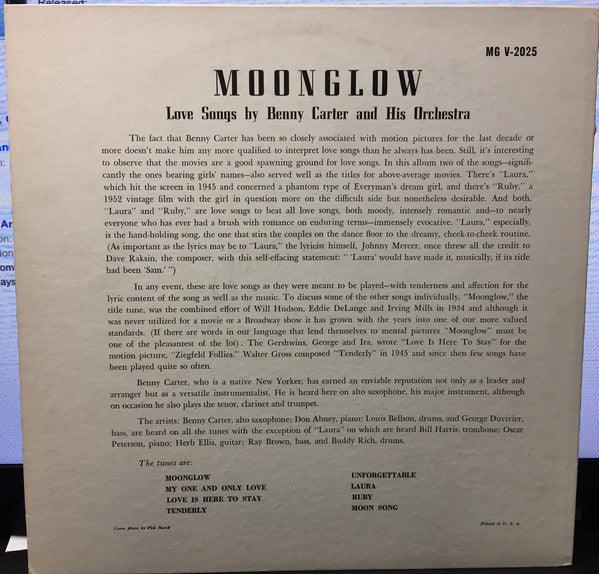 Released:
MG V-2025
MOONGLOW
Love Songs by Benny Carter and His Orchestra
The fact that Benny Carter has been so closely associated with motion pictures for the last decade or
more doesn't make him any more qualified to interpret love songs than he always has been. Still, it's interesting
to observe that the movies are a good spawning ground for love songs. In this album two of the songs—signifi-
cantly the ones bearing girls' names—also served well as the titles for above-average movies. There's "Laura,"
which hit the screen in 1945 and concerned a phantom type of Everyman's dream girl, and there's "Ruby," a
1952 vintage film with the girl in question more on the difficult side but nonetheless desirable. And both,
"Laura" and "Ruby," are love songs to beat all love songs, both moody, intensely romantic and—to nearly
everyone who has ever had a brush with romance on enduring terms—immensely evocative. "Laura," especially,
is the hand-holding song, the one that stirs the couples on the dance floor to the dreamy, cheek-to-cheek routine.
(As important as the lyrics may be to "Laura," the lyricist himself, Johnny Mercer, once threw all the credit to
Dave Raksin, the composer, with this self-effacing statement: " 'Laura' would have made it, musically, if its title
had been 'Sam.' ")
In any event, these are love songs as they were meant to be played—with tenderness and affection for the
lyric content of the song as well as the music. To discuss some of the other songs individually, "Moonglow," the
title tune, was the combined effort of Will Hudson, Eddie DeLange and Irving Mills in 1934 and although it
was never utilized for a movie or a Broadway show it has grown with the years into one of our more valued
standards. (If there are words in our language that lend themselves to mental pictures "Moonglow" must be
one of the pleasantest of the lot). The Gershwins, George and Ira, wrote "Love Is Here To Stay" for the
motion picture, "Ziegfeld Follies." Walter Gross composed "Tenderly" in 1945 and since then few songs have
been played quite so often.
Benny Carter, who is a native New Yorker, has earned an enviable reputation not only as a leader and
arranger but as a versatile instrumentalist. He is heard here on alto saxophone, his major instrument, although
on occasion he also plays the tenor, clarinet and trumpet.
The artists: Benny Carter, alto saxophone; Don Abney, piano; Louis Bellson, drums, and George Duvivier,
bass, are heard on all the tunes with the exception of "Laura" on which are heard Bill Harris, trombone; Oscar
Peterson, piano; Herb Ellis, guitar; Ray Brown, bass, and Buddy Rich, drums.
The tunes are:
MOONGLOW
MY ONE AND ONLY LOVE
LOVE IS HERE TO STAY
TENDERLY
UNFORGETTABLE
LAURA
RUBY
MOON SONG
Cover photo by Phil Marsh
Printed in U. S. A.